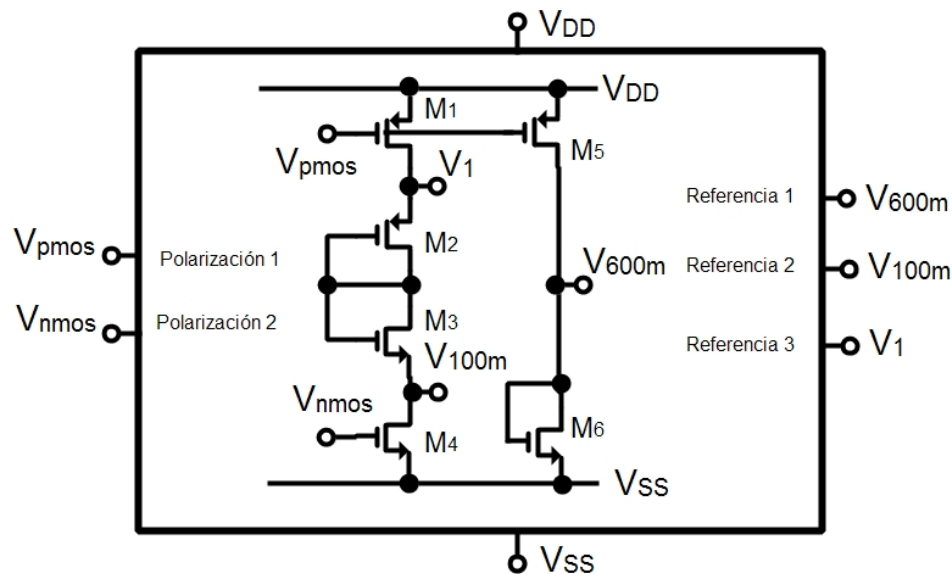 VDD
VDD
M1
Vpmos
M5
V1
Referencia 1
V600m
M2
Vpmos
Polarización 1
V600m
Referencia 2
V100m
Vnmos
Polarización 2
M3
Referencia 3
V1
V100m
Vnmos
M4
M6
VSS
VSS